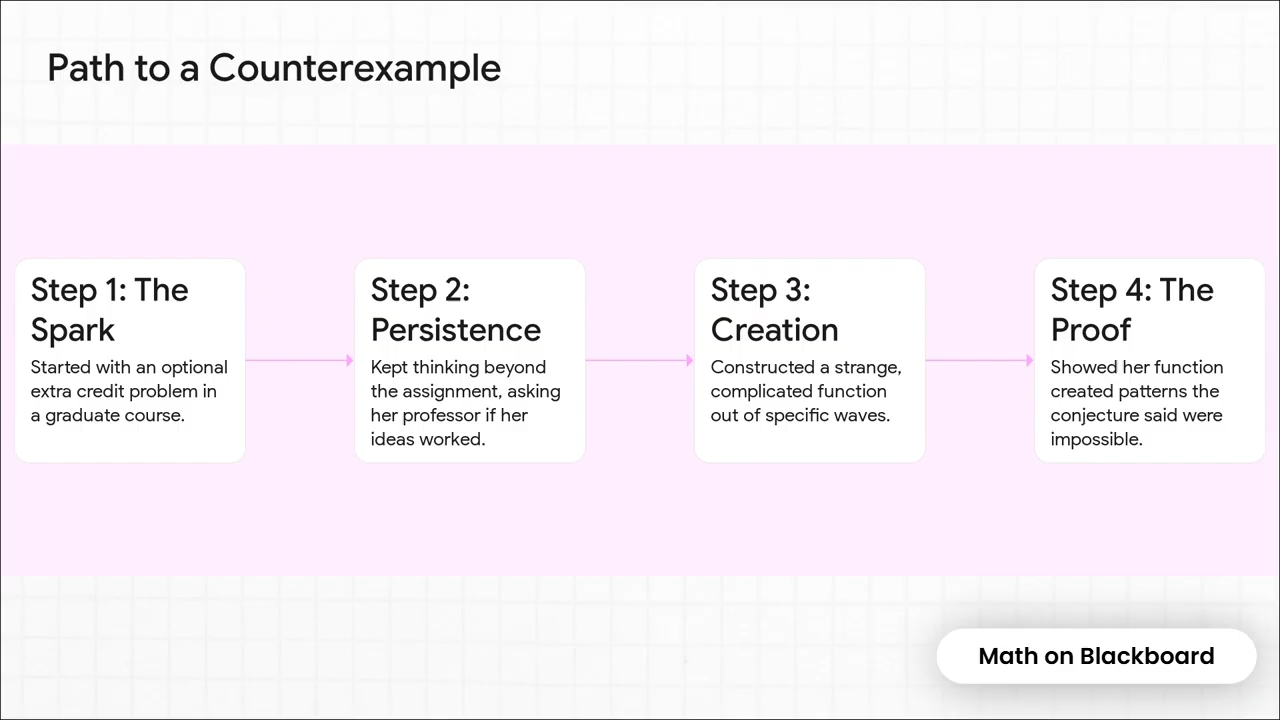 Path to a Counterexample
Step 1: The
Spark
Started with an optional
extra credit problem in
a graduate course.
Step 2:
Persistence
Kept thinking beyond
the assignment, asking
her professor if her
ideas worked.
Step 3:
Creation
Constructed a strange,
complicated function
out of specific waves.
Step 4: The
Proof
Showed her function
created patterns the
conjecture said were
impossible.
Math on Blackboard